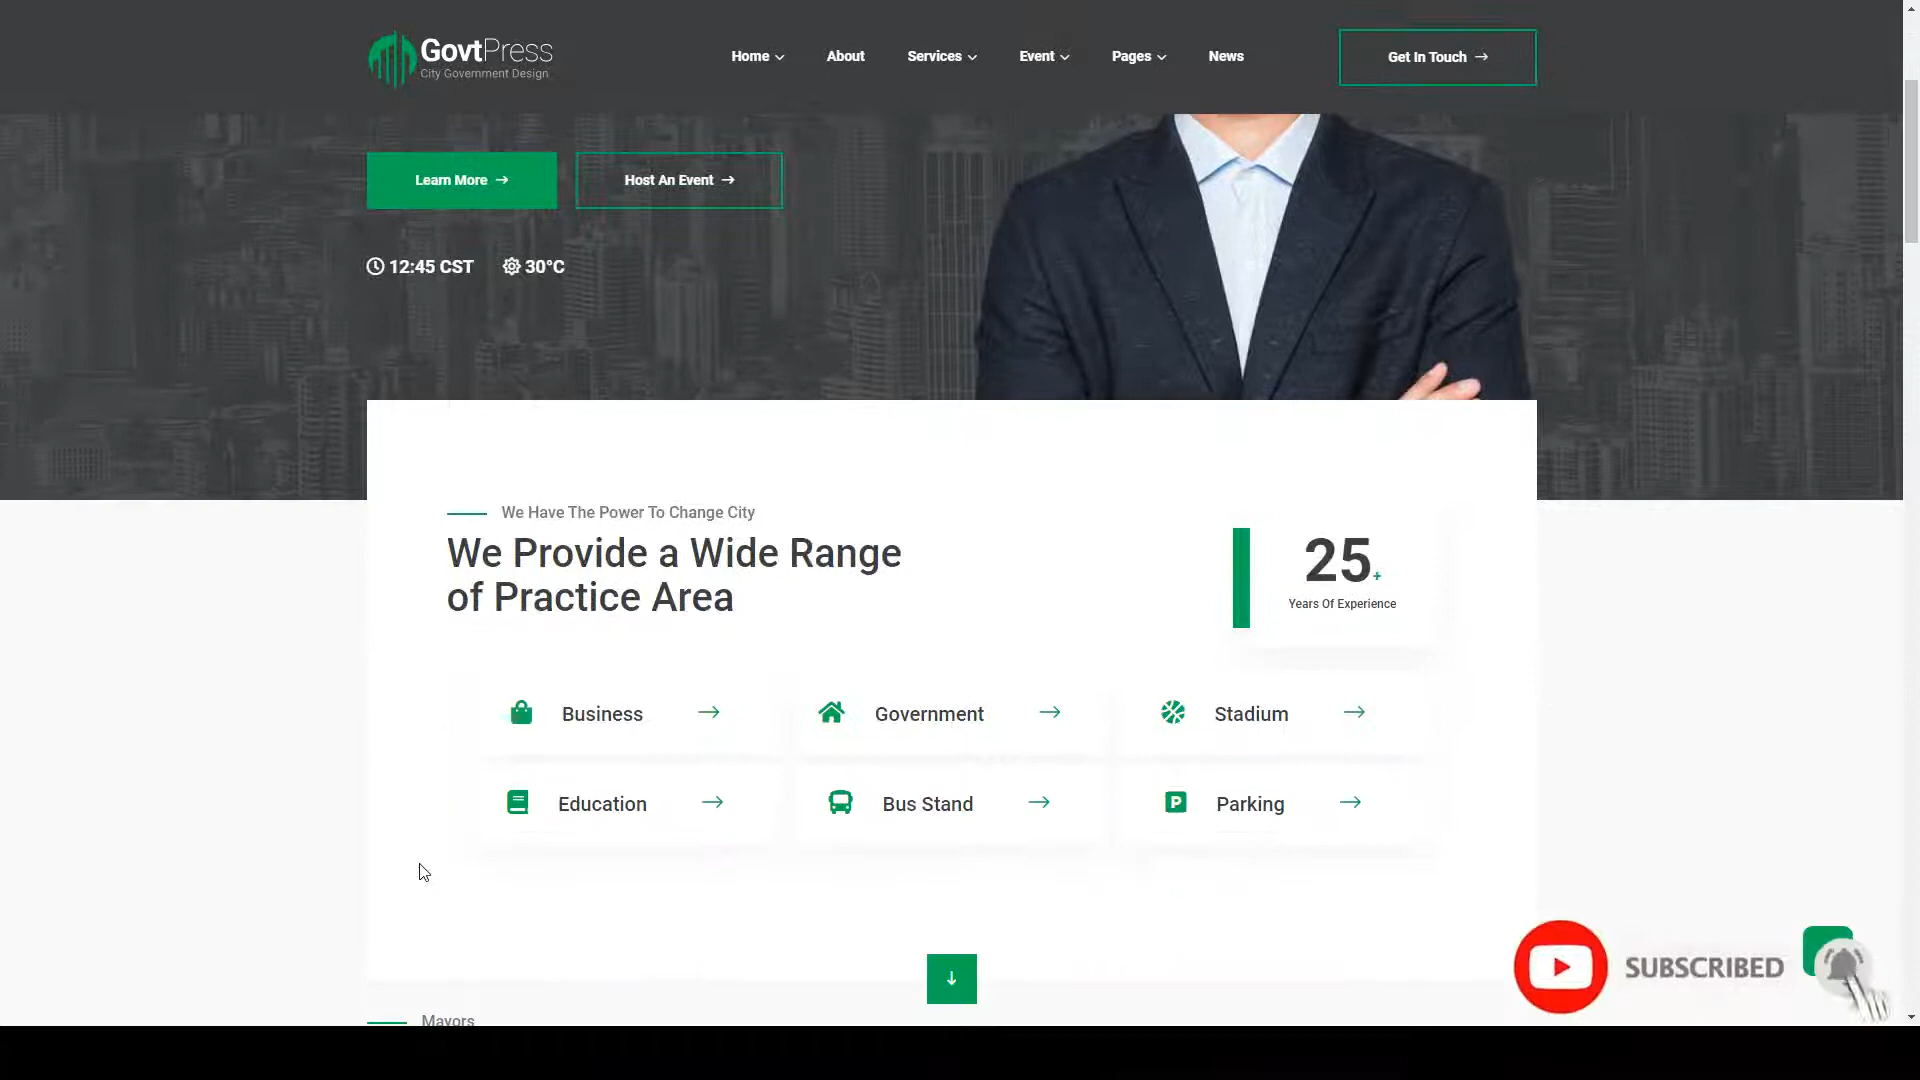 GovtPress
City Government Design
Home
About
Services
Event
Pages
News
Get In Touch →
Learn More →
Host An Event →
12:45 CST
30°C
We Have The Power To Change City
We Provide a Wide Range
of Practice Area
25+
Years Of Experience
Business
Government
Stadium
Education
Bus Stand
P
Parking
SUBSCRIBED
Mayors